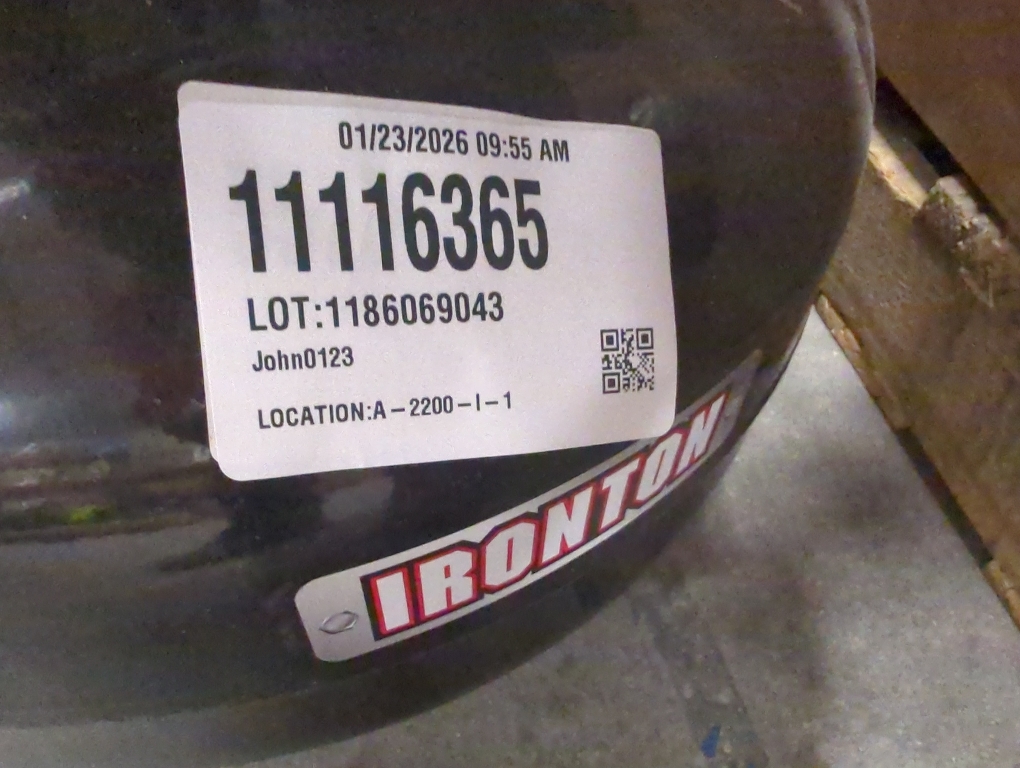 01/23/2026 09:55 AM
11116365
LOT:1186069043
John0123
LOCATION:A-2200-I-1
IRONTON